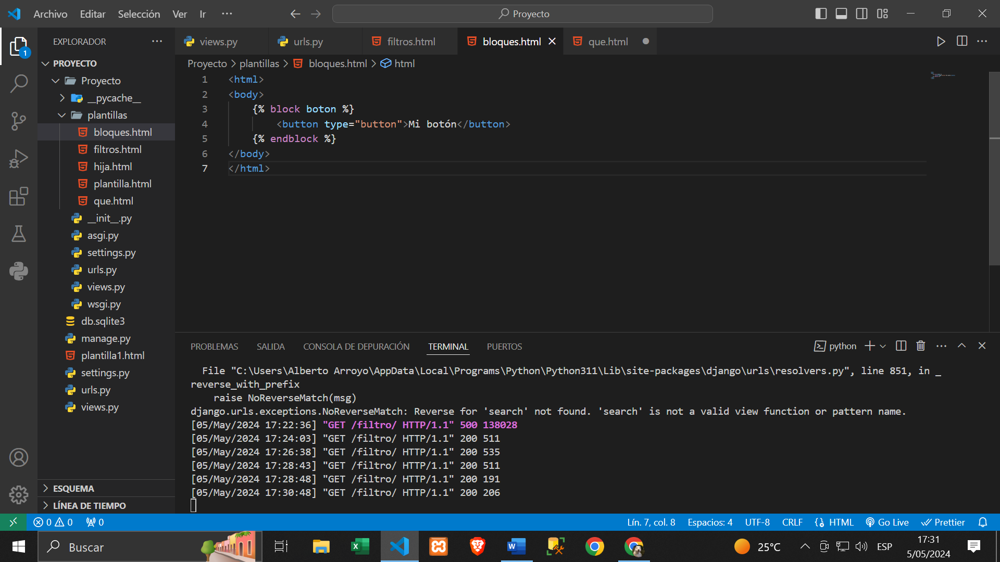 Archivo Editar Selección Ver Ir ···
Proyecto
EXPLORADOR ···
views.py urls.py filtros.html bloques.html que.html
1
PROYECTO
Proyecto > plantillas > bloques.html > html
Proyecto
__pycache__
plantillas
bloques.html
filtros.html
hija.html
plantilla.html
que.html
__init__.py
asgi.py
settings.py
urls.py
views.py
wsgi.py
db.sqlite3
manage.py
plantilla1.html
settings.py
urls.py
views.py
ESQUEMA
LÍNEA DE TIEMPO
1 <html>
2 <body>
3 {% block boton %}
4 <button type="button">Mi botón</button>
5 {% endblock %}
6 </body>
7 </html>
PROBLEMAS SALIDA CONSOLA DE DEPURACIÓN TERMINAL PUERTOS
python
File "C:\Users\Alberto Arroyo\AppData\Local\Programs\Python\Python311\Lib\site-packages\django\urls\resolvers.py", line 851, in _
reverse_with_prefix
raise NoReverseMatch(msg)
django.urls.exceptions.NoReverseMatch: Reverse for 'search' not found. 'search' is not a valid view function or pattern name.
[05/May/2024 17:22:36] "GET /filtro/ HTTP/1.1" 500 138028
[05/May/2024 17:24:03] "GET /filtro/ HTTP/1.1" 200 511
[05/May/2024 17:26:38] "GET /filtro/ HTTP/1.1" 200 535
[05/May/2024 17:28:43] "GET /filtro/ HTTP/1.1" 200 511
[05/May/2024 17:28:48] "GET /filtro/ HTTP/1.1" 200 191
[05/May/2024 17:30:48] "GET /filtro/ HTTP/1.1" 200 206
0 0 0 Lín. 7, col. 8 Espacios: 4 UTF-8 CRLF HTML Go Live Prettier
Buscar
25°C
ESP
17:31
5/05/2024